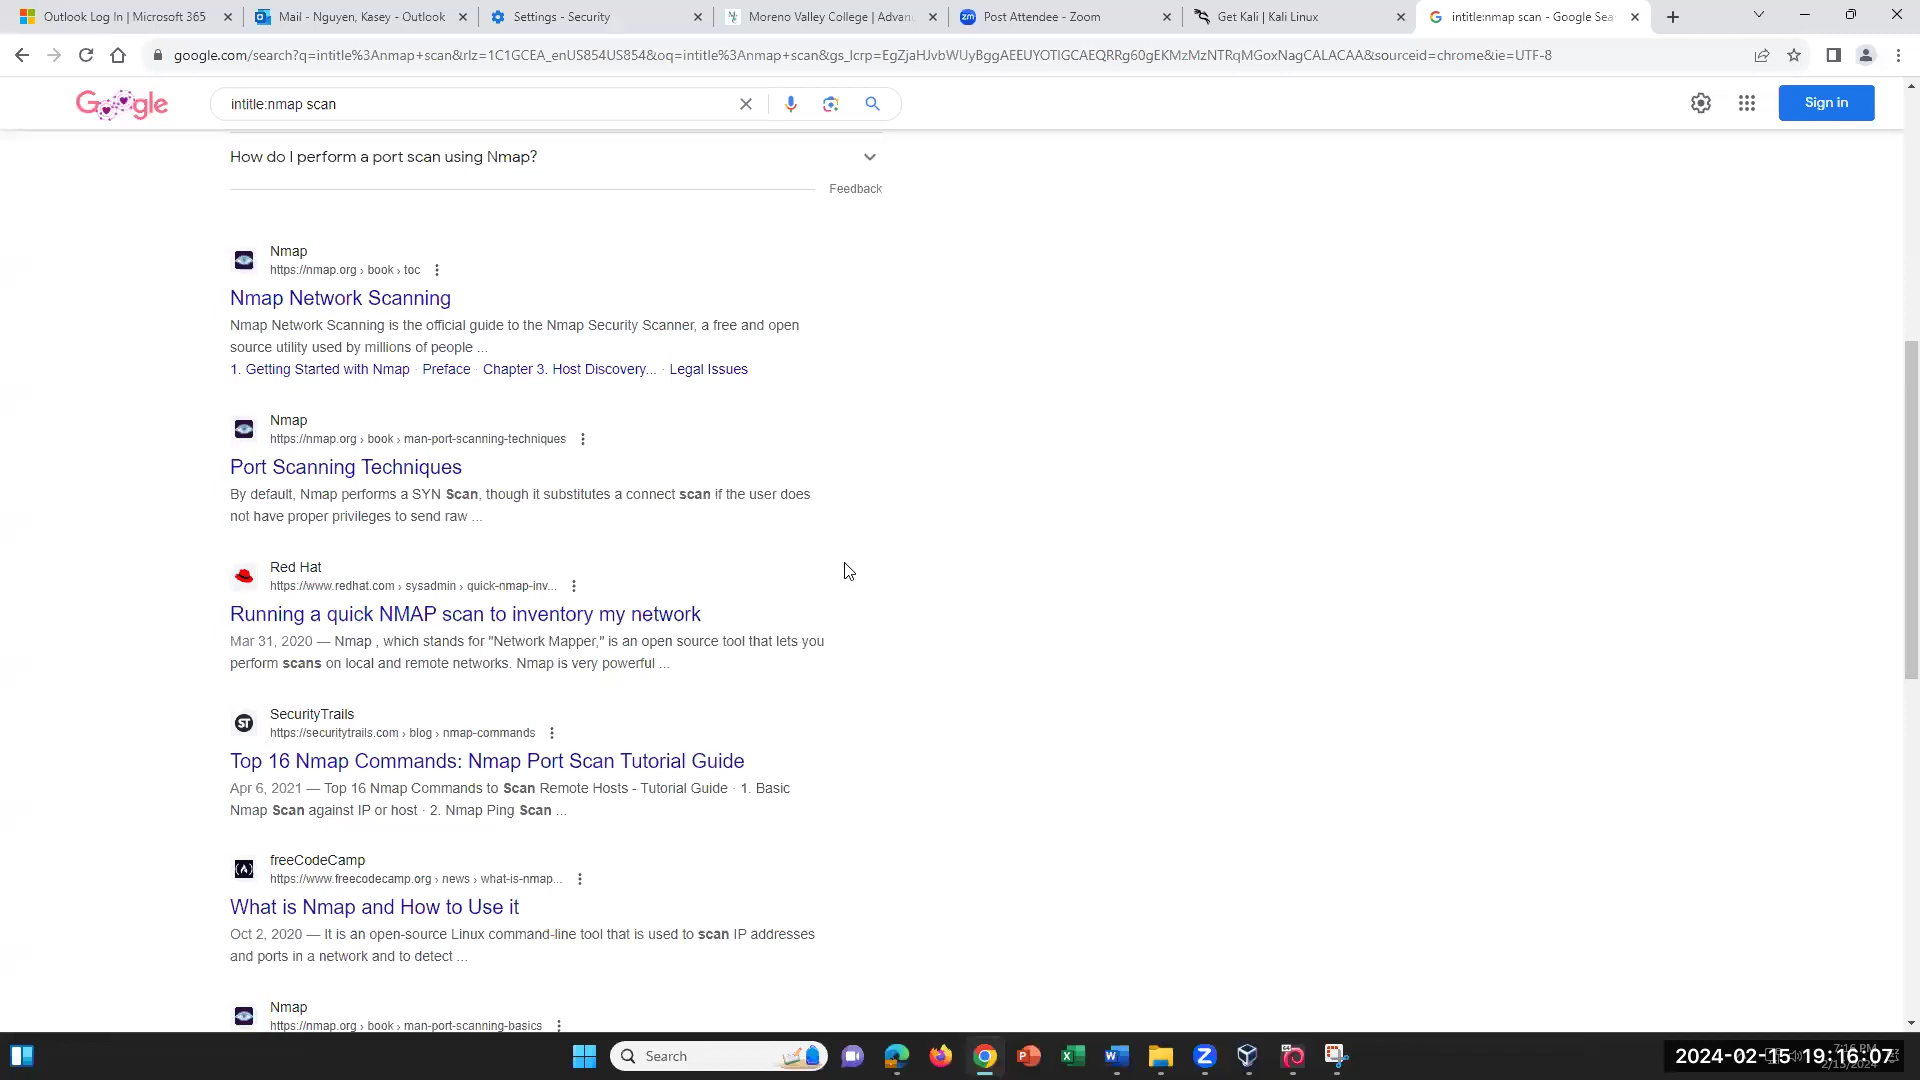 Outlook Log In | Microsoft 365
Mail - Nguyen, Kasey - Outlook
Settings - Security
Moreno Valley College | Advan
Post Attendee - Zoom
Get Kali | Kali Linux
intitle:nmap scan - Google Sea
google.com/search?q=intitle%3Anmap+scan&rlz=1C1GCEA_enUS854US854&oq=intitle%3Anmap+scan&gs_lcrp=EgZjaHJvbWUyBggAEEUYOTIGCAEQRRg60gEKMzMzNTRqMGoxNagCALACAA&sourceid=chrome&ie=UTF-8
Google
intitle:nmap scan
Sign in
How do I perform a port scan using Nmap?
Feedback
Nmap
https://nmap.org › book › toc
Nmap Network Scanning
Nmap Network Scanning is the official guide to the Nmap Security Scanner, a free and open
source utility used by millions of people ...
1. Getting Started with Nmap · Preface · Chapter 3. Host Discovery... · Legal Issues
Nmap
https://nmap.org › book › man-port-scanning-techniques
Port Scanning Techniques
By default, Nmap performs a SYN Scan, though it substitutes a connect scan if the user does
not have proper privileges to send raw ...
Red Hat
https://www.redhat.com › sysadmin › quick-nmap-inv...
Running a quick NMAP scan to inventory my network
Mar 31, 2020 — Nmap , which stands for "Network Mapper," is an open source tool that lets you
perform scans on local and remote networks. Nmap is very powerful ...
ST
SecurityTrails
https://securitytrails.com › blog › nmap-commands
Top 16 Nmap Commands: Nmap Port Scan Tutorial Guide
Apr 6, 2021 — Top 16 Nmap Commands to Scan Remote Hosts - Tutorial Guide · 1. Basic
Nmap Scan against IP or host · 2. Nmap Ping Scan ...
freeCodeCamp
https://www.freecodecamp.org › news › what-is-nmap...
What is Nmap and How to Use it
Oct 2, 2020 — It is an open-source Linux command-line tool that is used to scan IP addresses
and ports in a network and to detect ...
Nmap
https://nmap.org › book › man-port-scanning-basics
Search
2024-02-15 19:16:07